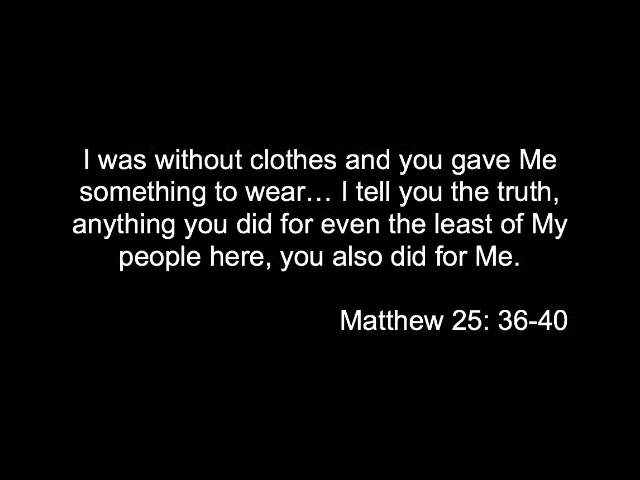 I was without clothes and you gave Me
something to wear… I tell you the truth,
anything you did for even the least of My
people here, you also did for Me.
Matthew 25: 36-40